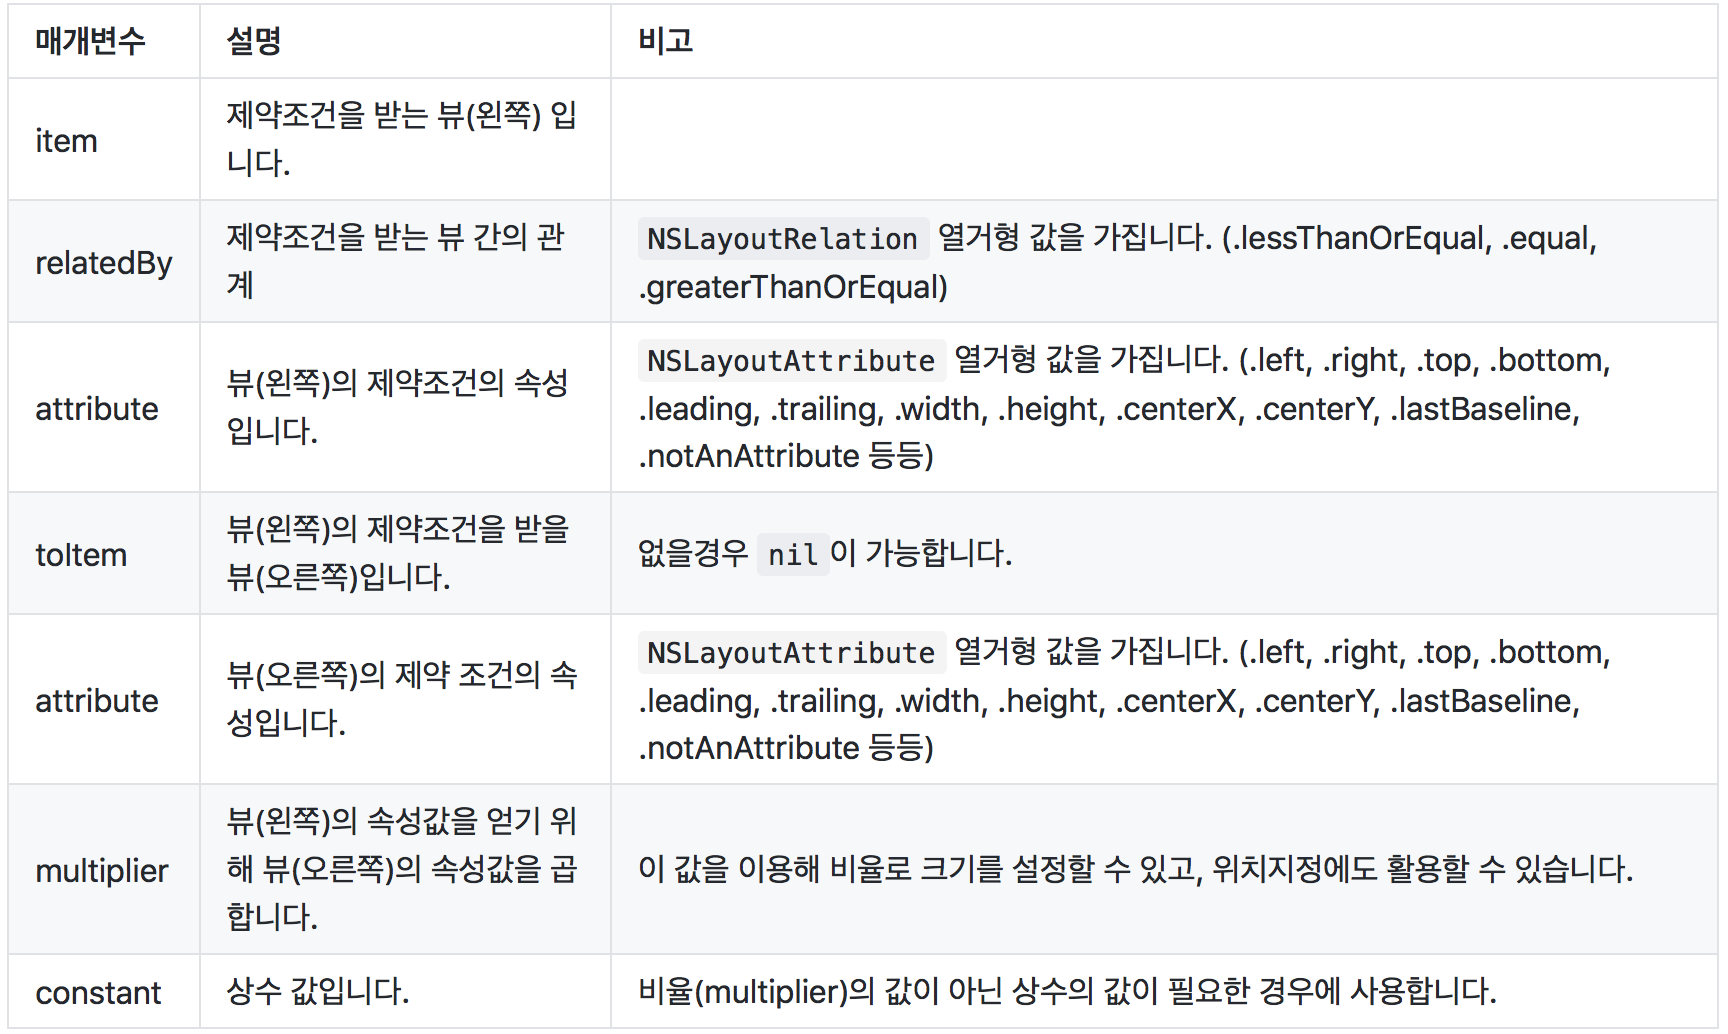 매개변수 설명 비고
item
제약조건을 받는 뷰(왼쪽) 입
니다.
relatedBy
제약조건을 받는 뷰 간의 관
계
NSLayoutRelation 열거형 값을 가집니다. (.lessThanOrEqual, .equal,
.greaterThanOrEqual)
attribute
뷰(왼쪽)의 제약조건의 속성
입니다.
NSLayoutAttribute 열거형 값을 가집니다. (.left, .right, .top, .bottom,
.leading, .trailing, .width, .height, .centerX, .centerY, .lastBaseline,
.notAnAttribute 등등)
toItem
뷰(왼쪽)의 제약조건을 받을
뷰(오른쪽)입니다.
없을경우 nil이 가능합니다.
attribute
뷰(오른쪽)의 제약 조건의 속
성입니다.
NSLayoutAttribute 열거형 값을 가집니다. (.left, .right, .top, .bottom,
.leading, .trailing, .width, .height, .centerX, .centerY, .lastBaseline,
.notAnAttribute 등등)
multiplier
뷰(왼쪽)의 속성값을 얻기 위
해 뷰(오른쪽)의 속성값을 곱
합니다.
이 값을 이용해 비율로 크기를 설정할 수 있고, 위치지정에도 활용할 수 있습니다.
constant
상수 값입니다.
비율(multiplier)의 값이 아닌 상수의 값이 필요한 경우에 사용합니다.